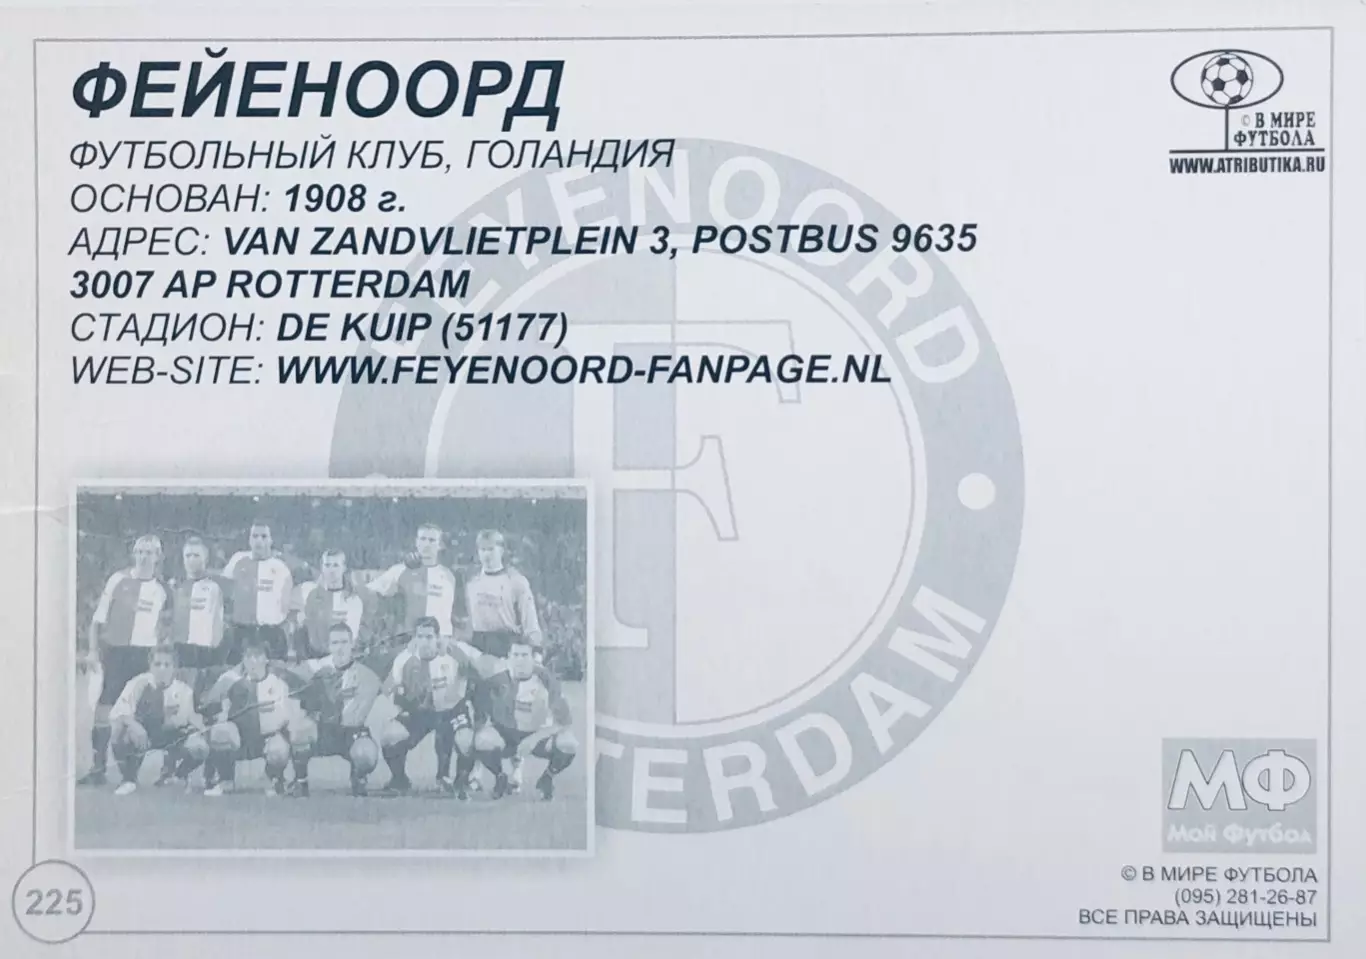 ФЕЙЕНООРД
ФУТБОЛЬНЫЙ КЛУБ, ГОЛАНДИЯ
ОСНОВАН: 1908 г.
АДРЕС: VAN ZANDVLIETPLEIN 3, POSTBUS 9635
3007 AP ROTTERDAM
СТАДИОН: DE KUIP (51177)
WEB-SITE: WWW.FEYENOORD-FANPAGE.NL
© В МИРЕ
ФУТБОЛА
WWW.ATRIBUTIKA.RU
FEYENOORD
TERDAM
F
225
МФ
Мой Футбол
© В МИРЕ ФУТБОЛА
(095) 281-26-87
ВСЕ ПРАВА ЗАЩИЩЕНЫ